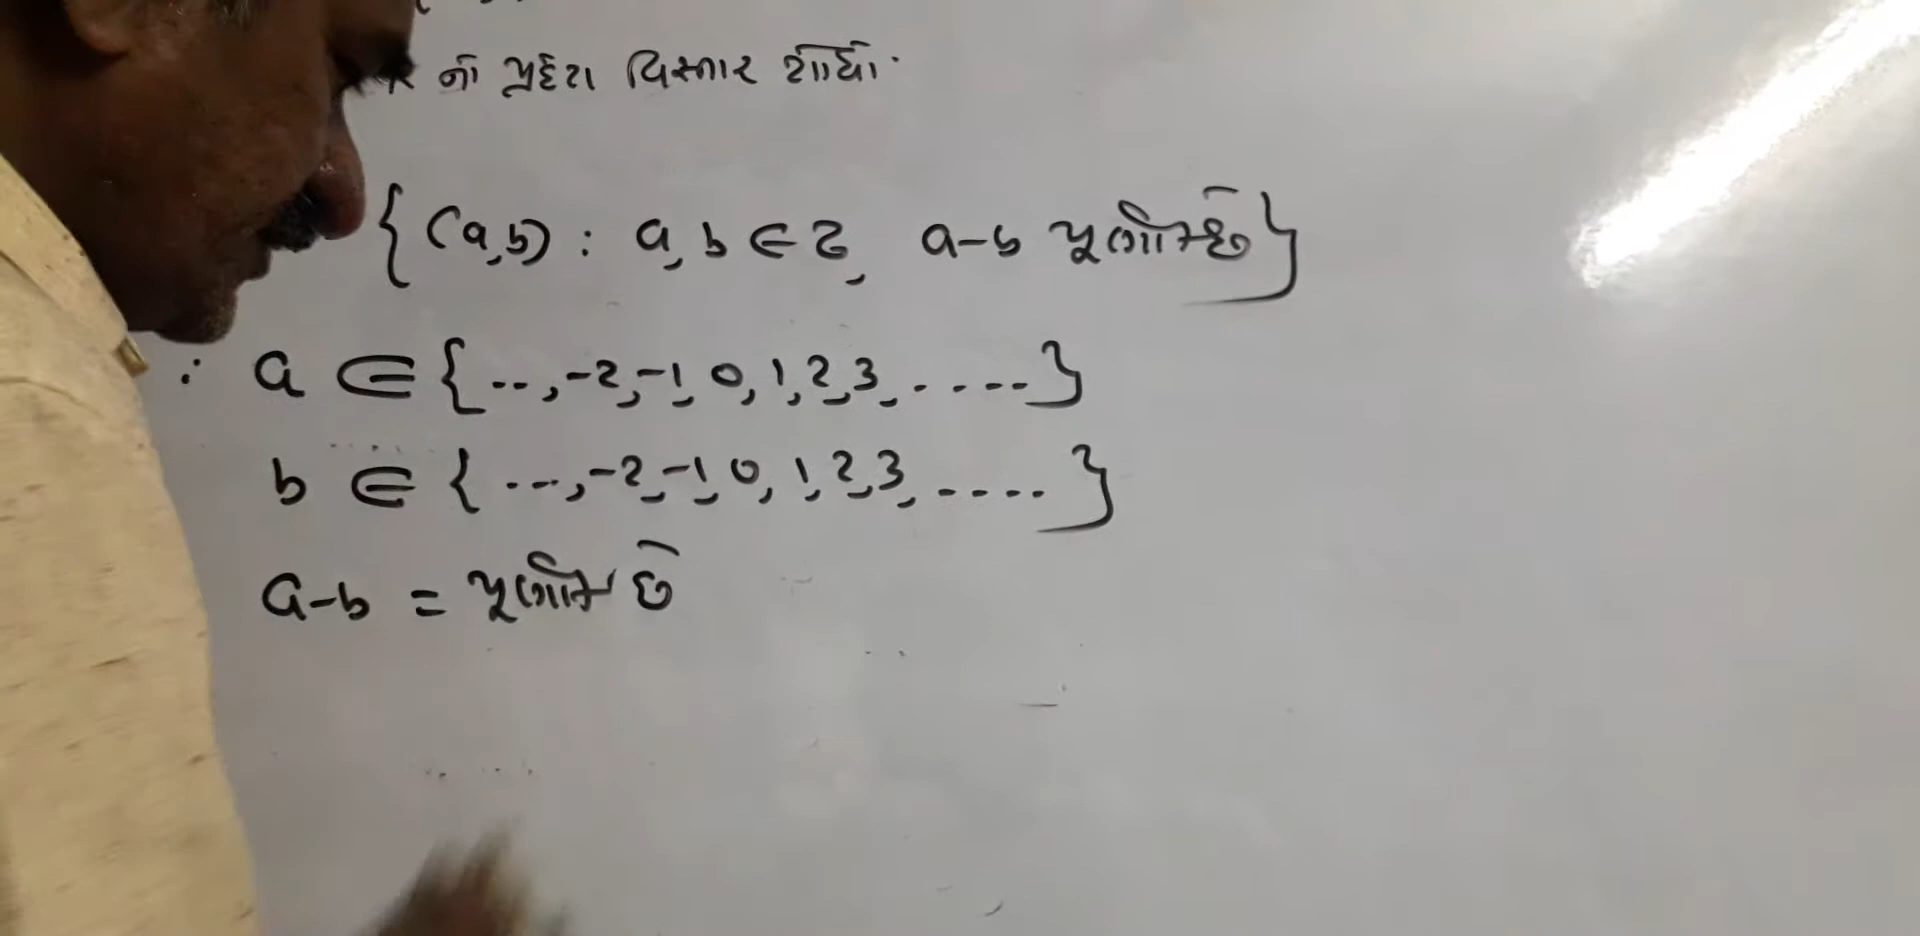 R નો પ્રદેશ વિસ્તાર શોધો.
{(a,b) : a, b ∈ Z, a-b પૂર્ણાંક છે}
∴ a ∈ {..,-2,-1,0,1,2,3,.....}
b ∈ {...,-2,-1,0,1,2,3,.....}
a-b = પૂર્ણાંક છે